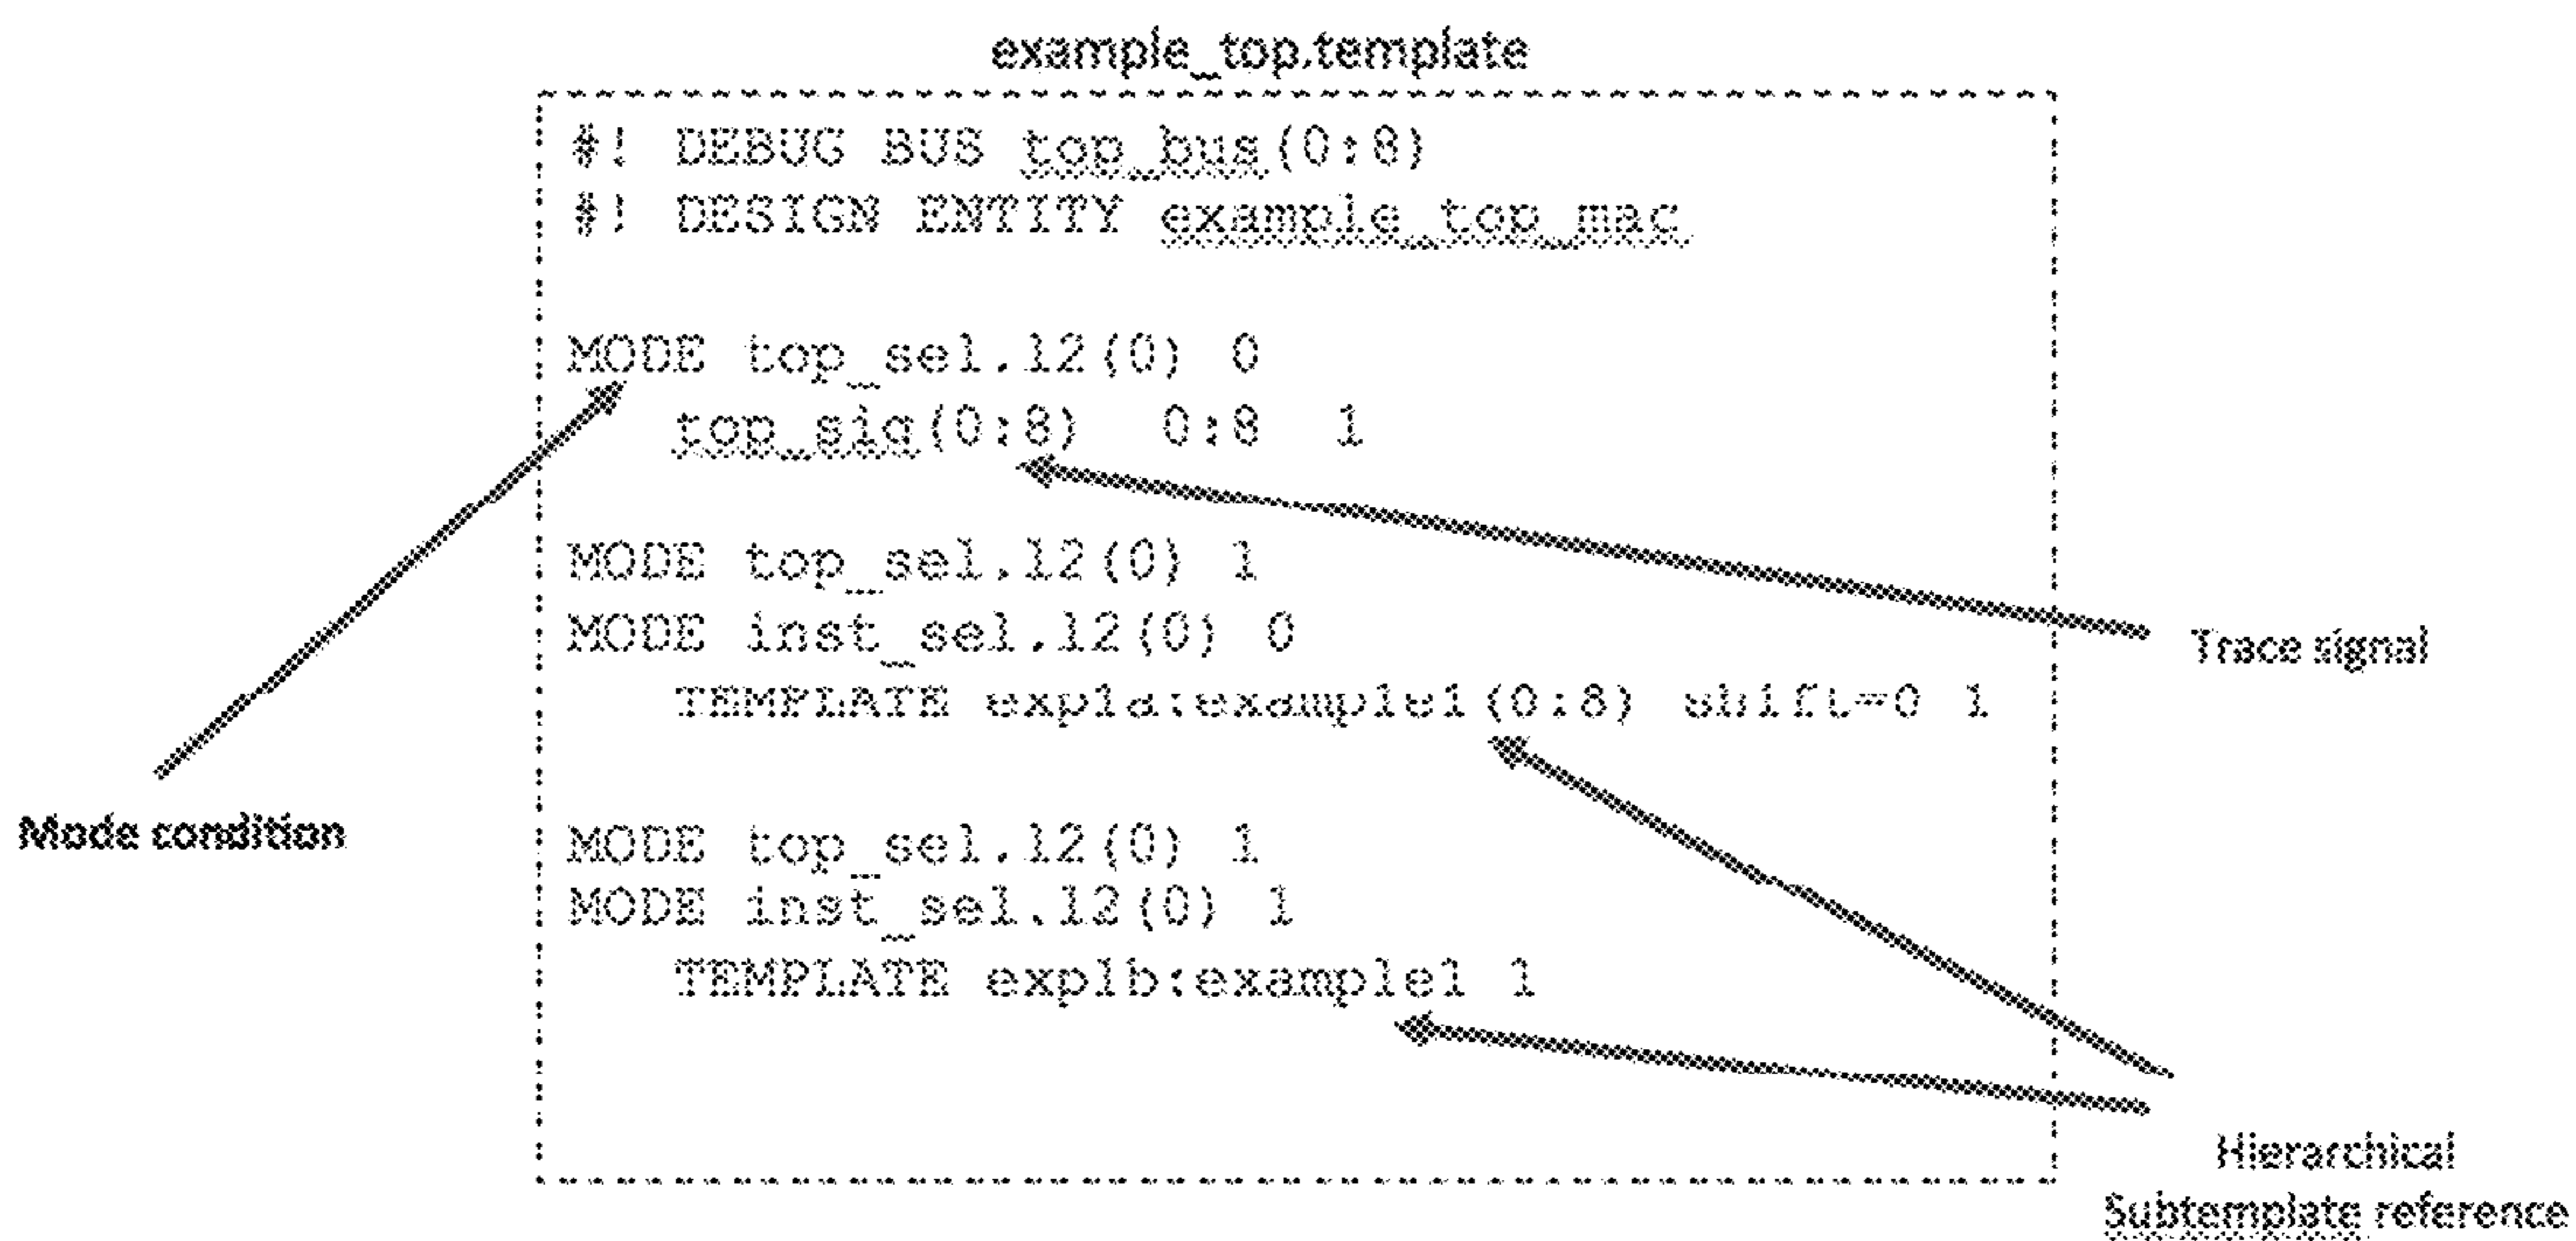 example_top.template
#! DEBUG BUS top_bus(0:8)
#! DESIGN ENTITY example_top_mac
MODE top_sel.l2(0) 0
top_sig(0:8) 0:8 1
MODE top_sel.l2(0) 1
MODE inst_sel.l2(0) 0
TEMPLATE expla:example1(0:8) shift=0 1
MODE top_sel.l2(0) 1
MODE inst_sel.l2(0) 1
TEMPLATE explb:example1 1
Trace signal
Mode condition
Hierarchical
Subtemplate reference